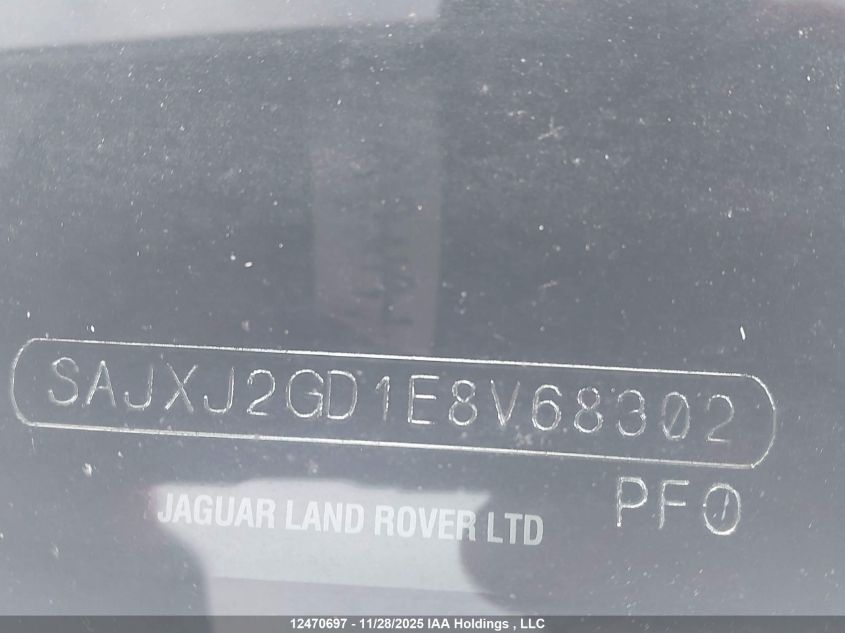 SAJXJ2GD1E8V68302
PF0
JAGUAR LAND ROVER LTD
12470697 - 11/28/2025 IAA Holdings , LLC